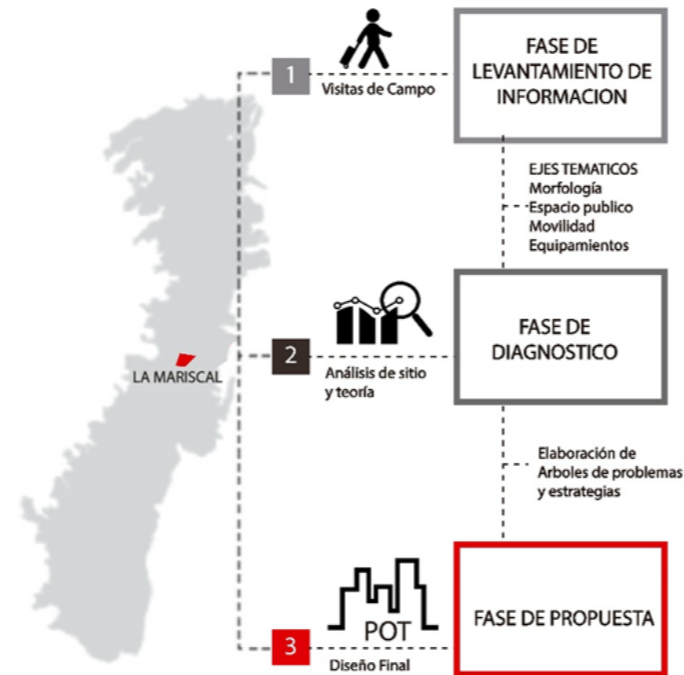 1
Visitas de Campo
FASE DE
LEVANTAMIENTO DE
INFORMACION
EJES TEMATICOS
Morfología
Espacio publico
Movilidad
Equipamientos
LA MARISCAL
2
Análisis de sitio
y teoría
FASE DE
DIAGNOSTICO
Elaboración de
Arboles de problemas
y estrategias
3
POT
Diseño Final
FASE DE PROPUESTA